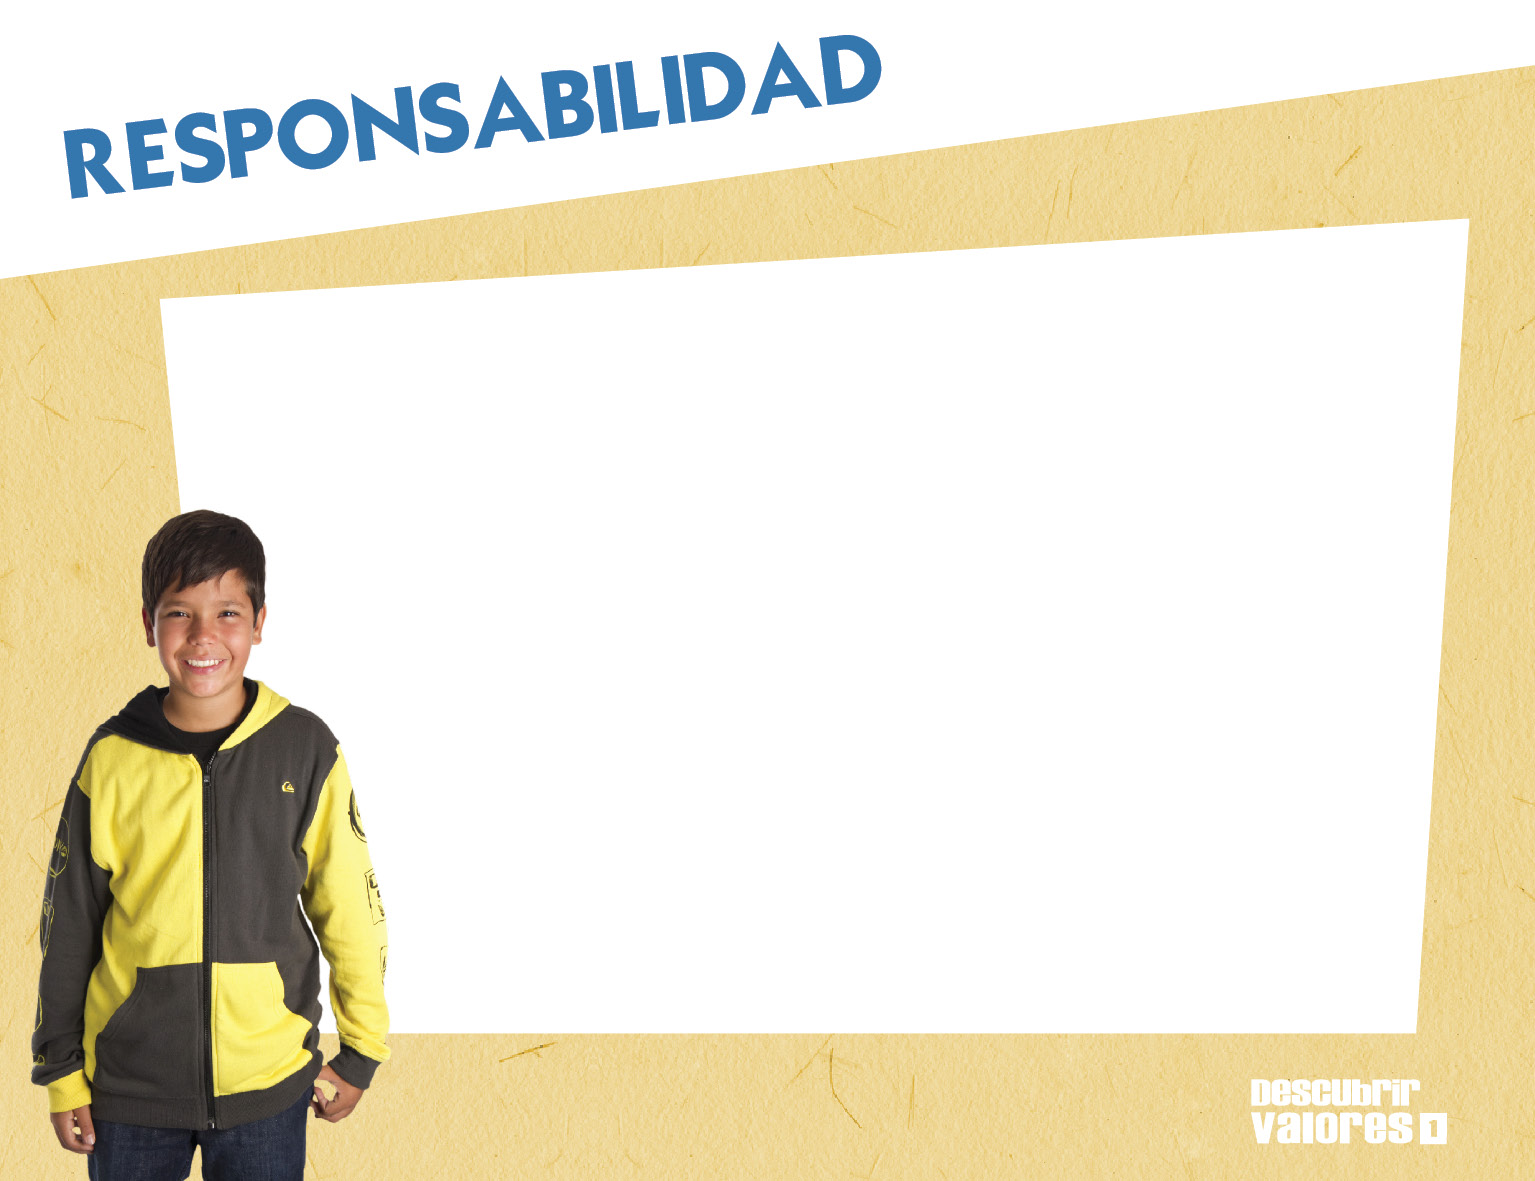 RESPONSABILIDAD
Descubrir
valores 1